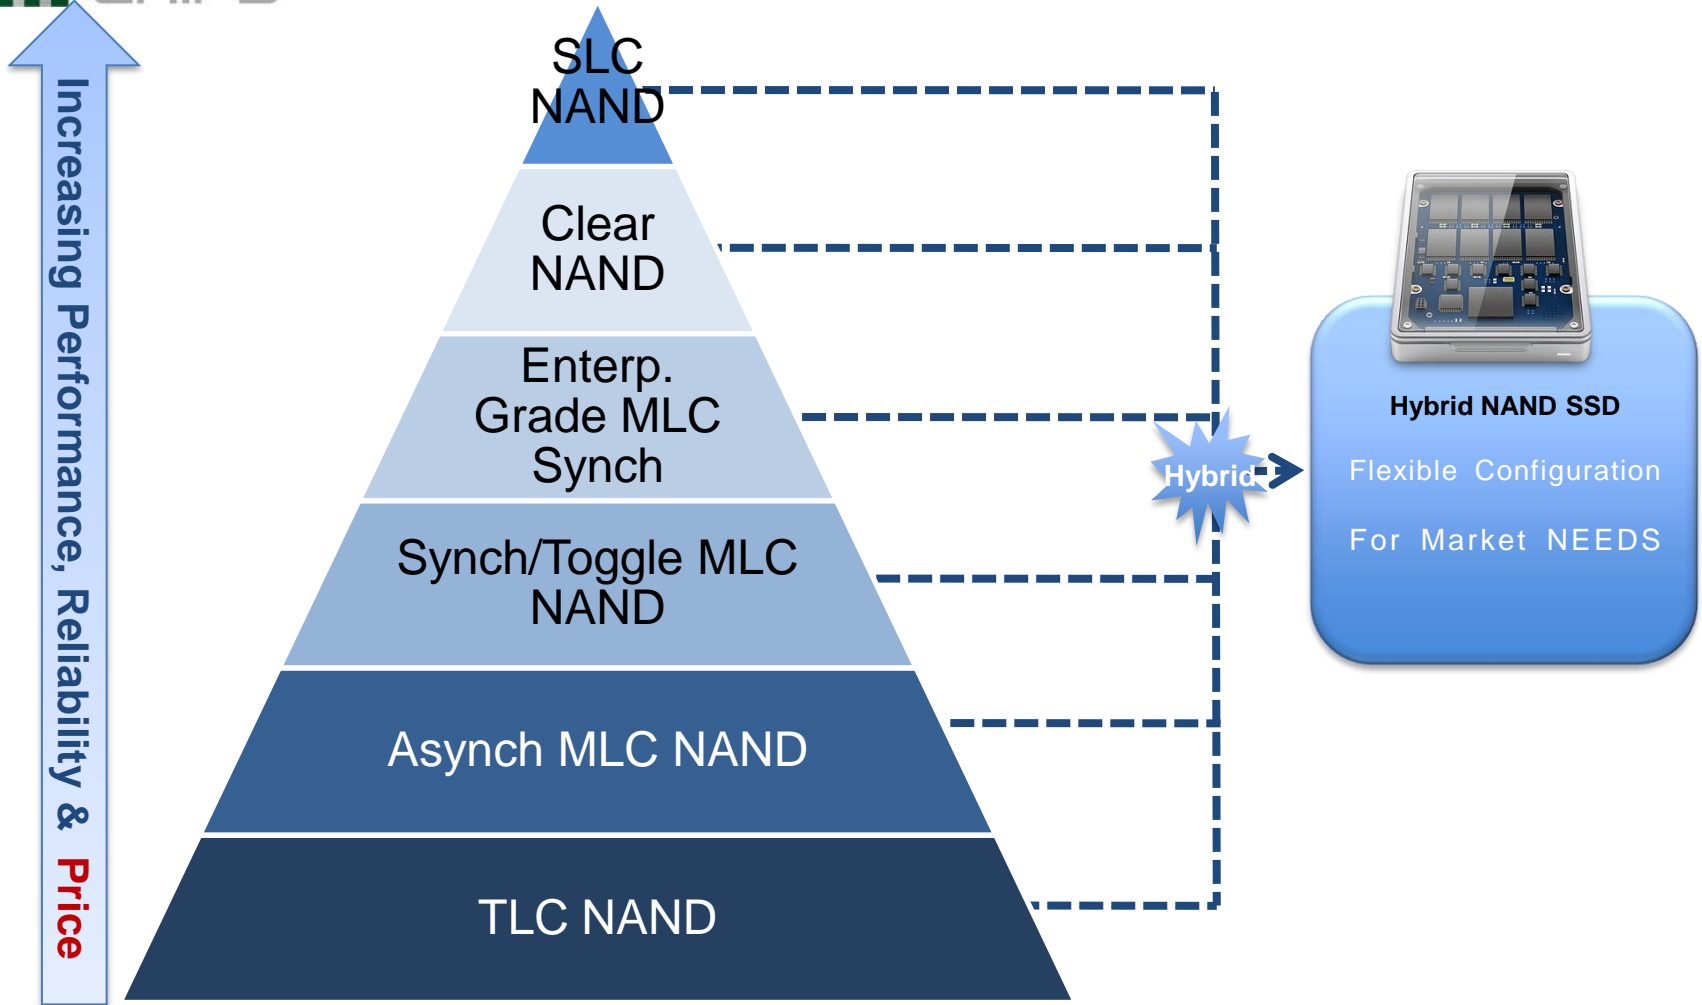 Increasing Performance, Reliability & Price
SLC
NAND
Clear
NAND
Enterp.
Grade MLC
Synch
Synch/Toggle MLC
NAND
Asynch MLC NAND
TLC NAND
Hybrid
Hybrid NAND SSD
Flexible Configuration
For Market NEEDS